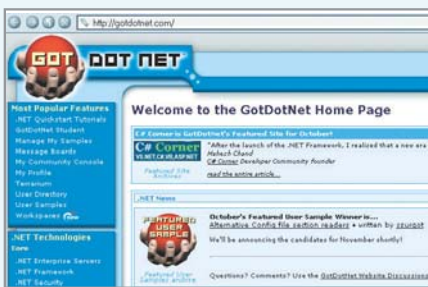 http://gotdotnet.com/
GOT DOT NET
Most Popular Features
.NET Quickstart Tutorials
GotDotNet Student
Manage My Samples
Message Boards
My Community Console
My Profile
Terrarium
User Directory
User Samples
Workspaces
.NET Technologies
Core
.NET Enterprise Servers
.NET Framework
.NET Security
Welcome to the GotDotNet Home Page
C# Corner is GotDotNet's Featured Site for October!
C# Corner
VS.NET,C#,VB,ASP.NET
Featured Site
Archives
"After the launch of the .NET Framework, I realized that a new era
Mahesh Chand
C# Corner Developer Community founder
read the entire article...
.NET News
FEATURED
USER
SAMPLE
Featured User
Samples archive
October's Featured User Sample Winner is...
Alternative Config file section readers • written by
We'll be announcing the candidates for November shortly!
Questions? Comments? Use the GotDotNet Website Discussions